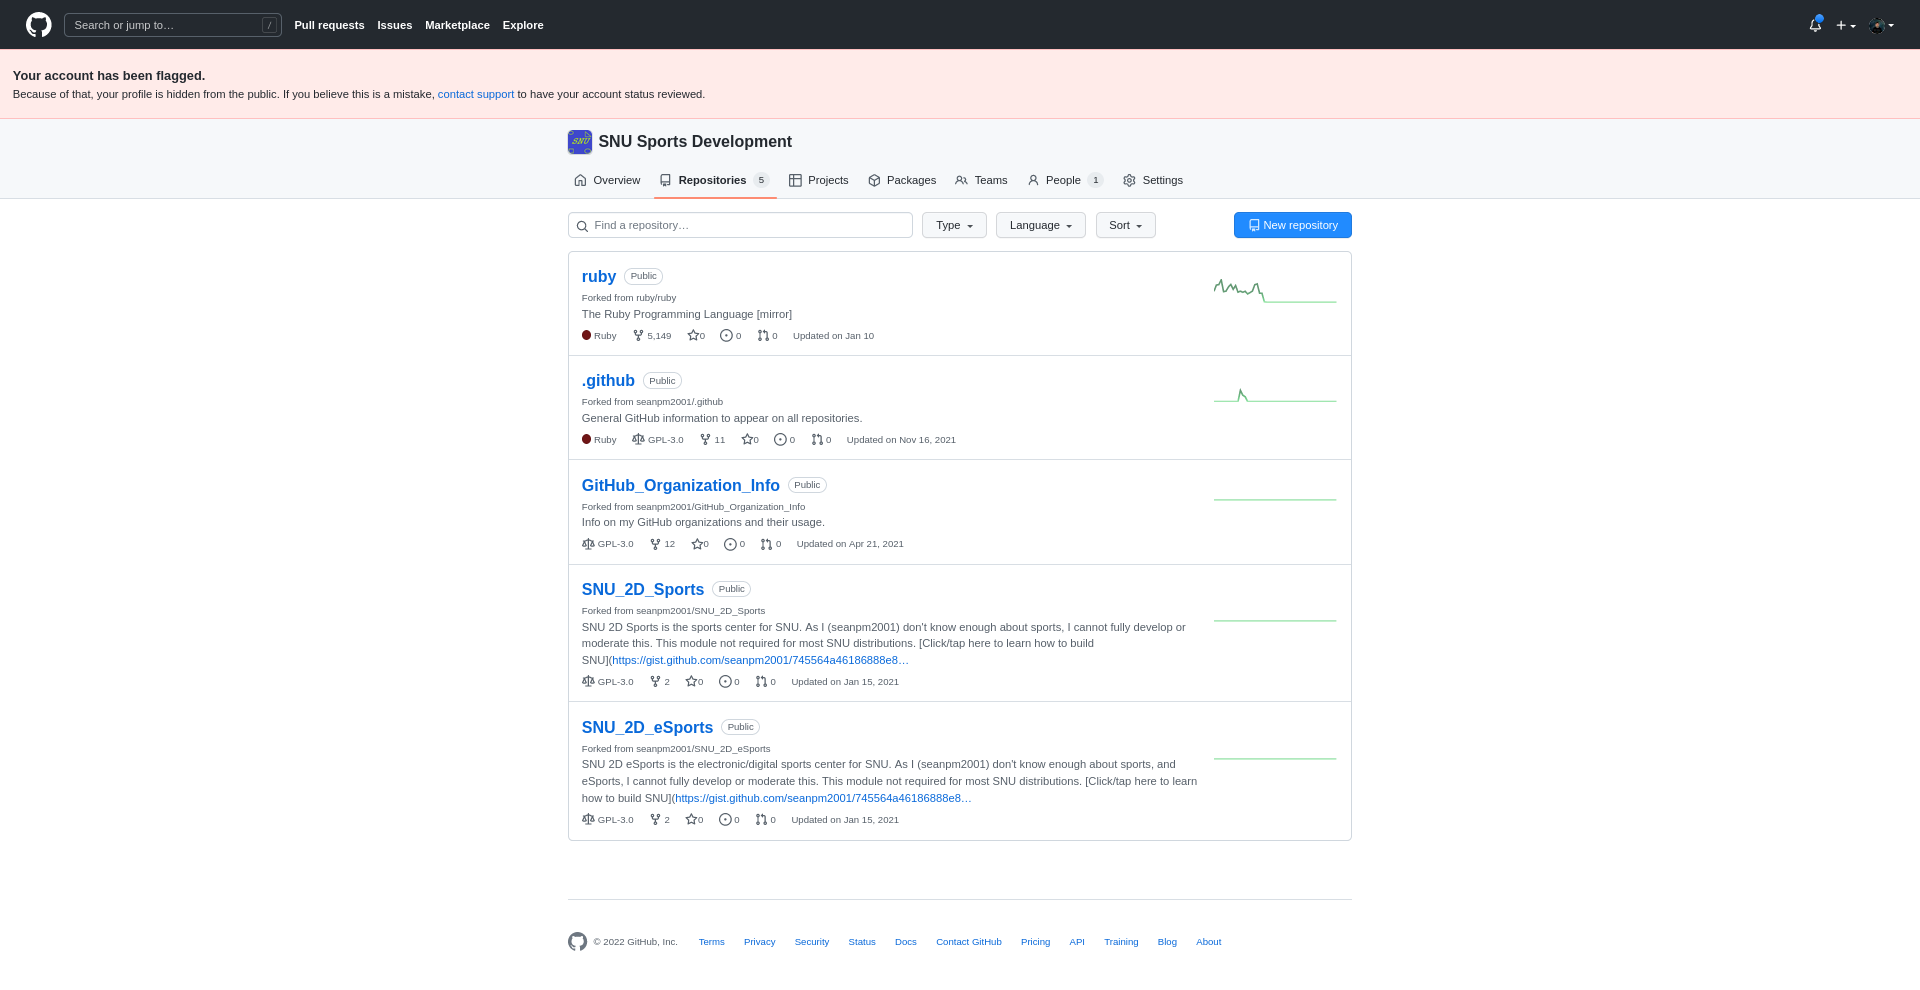 Search or jump to…
/
Pull requests Issues Marketplace Explore
Your account has been flagged.
Because of that, your profile is hidden from the public. If you believe this is a mistake, contact support to have your account status reviewed.
SNU
SNU Sports Development
Overview Repositories 5 Projects Packages Teams People 1 Settings
Find a repository… Type Language Sort New repository
ruby Public
Forked from ruby/ruby
The Ruby Programming Language [mirror]
Ruby 5,149 0 0 0 Updated on Jan 10
.github Public
Forked from seanpm2001/.github
General GitHub information to appear on all repositories.
Ruby GPL-3.0 11 0 0 0 Updated on Nov 16, 2021
GitHub_Organization_Info Public
Forked from seanpm2001/GitHub_Organization_Info
Info on my GitHub organizations and their usage.
GPL-3.0 12 0 0 0 Updated on Apr 21, 2021
SNU_2D_Sports Public
Forked from seanpm2001/SNU_2D_Sports
SNU 2D Sports is the sports center for SNU. As I (seanpm2001) don't know enough about sports, I cannot fully develop or
moderate this. This module not required for most SNU distributions. [Click/tap here to learn how to build
SNU](https://gist.github.com/seanpm2001/745564a46186888e8…
GPL-3.0 2 0 0 0 Updated on Jan 15, 2021
SNU_2D_eSports Public
Forked from seanpm2001/SNU_2D_eSports
SNU 2D eSports is the electronic/digital sports center for SNU. As I (seanpm2001) don't know enough about sports, and
eSports, I cannot fully develop or moderate this. This module not required for most SNU distributions. [Click/tap here to learn
how to build SNU](https://gist.github.com/seanpm2001/745564a46186888e8…
GPL-3.0 2 0 0 0 Updated on Jan 15, 2021
© 2022 GitHub, Inc. Terms Privacy Security Status Docs Contact GitHub Pricing API Training Blog About